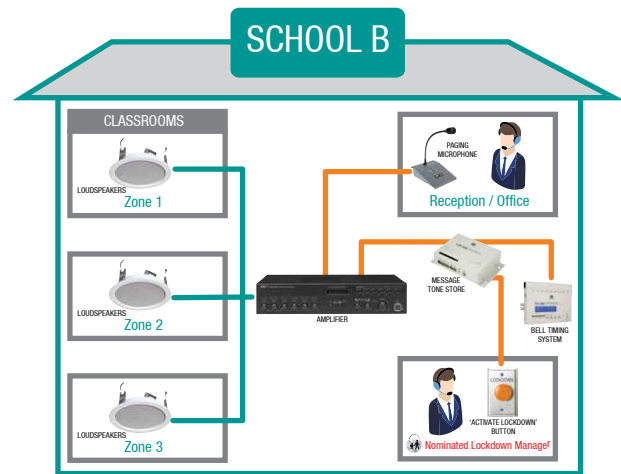 SCHOOL B
CLASSROOMS
LOUDSPEAKERS
Zone 1
LOUDSPEAKERS
Zone 2
LOUDSPEAKERS
Zone 3
AMPLIFIER
PAGING
MICROPHONE
Reception / Office
MESSAGE
TONE STORE
BELL TIMING
SYSTEM
LOCKDOWN
'ACTIVATE LOCKDOWN'
BUTTON
Nominated Lockdown Manager